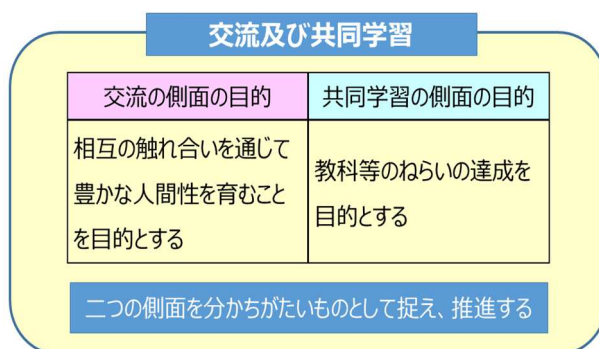 交流及び共同学習
交流の側面の目的
共同学習の側面の目的
相互の触れ合いを通じて
豊かな人間性を育むこと
を目的とする
教科等のねらいの達成を
目的とする
二つの側面を分かちがたいものとして捉え、推進する